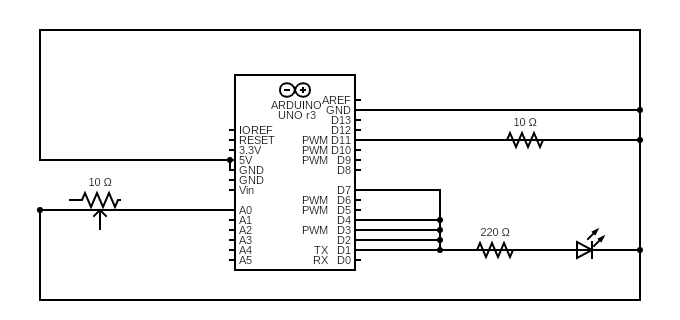 10 Ω
ARDUINO
UNO r3
IOREF
RESET
3.3V
5V
GND
GND
Vin
A0
A1
A2
A3
A4
A5
AREF
GND
D13
D12
PWM D11
PWM D10
PWM D9
D8
D7
PWM D6
PWM D5
D4
PWM D3
D2
TX D1
RX D0
10 Ω
220 Ω